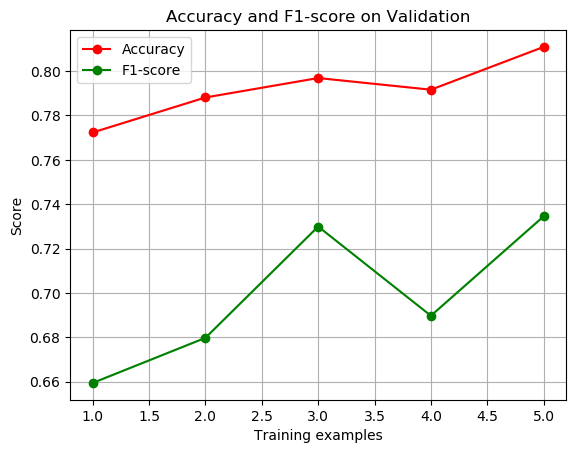 Accuracy and F1-score on Validation
Accuracy
F1-score
0.80
0.78
0.76
0.74
0.72
0.70
0.68
0.66
Score
1.0 1.5 2.0 2.5 3.0 3.5 4.0 4.5 5.0
Training examples